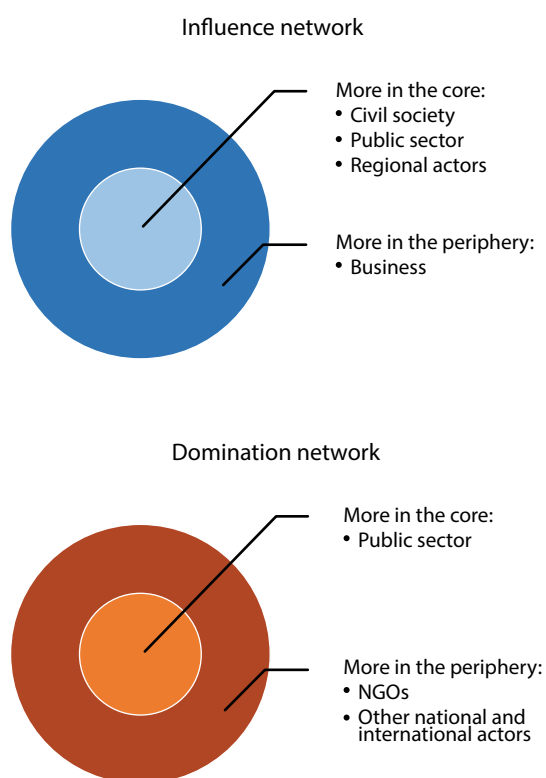 Influence network
More in the core:
• Civil society
• Public sector
• Regional actors
More in the periphery:
• Business
Domination network
More in the core:
• Public sector
More in the periphery:
• NGOs
• Other national and
international actors